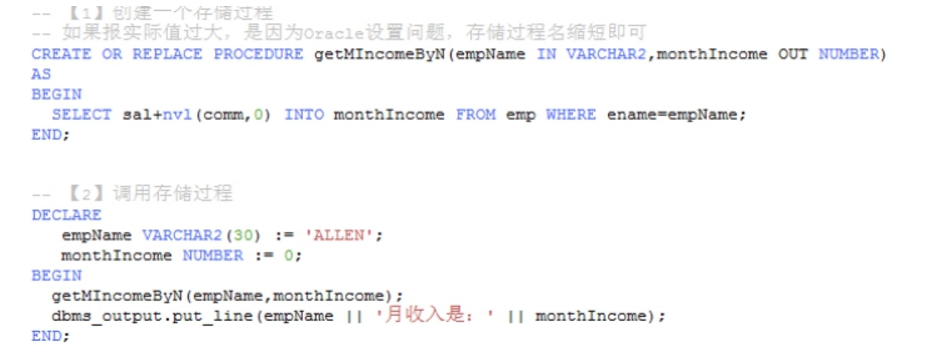 -- 【1】创建一个存储过程
-- 如果报实际值过大，是因为Oracle设置问题，存储过程名缩短即可
CREATE OR REPLACE PROCEDURE getMIncomeByN(empName IN VARCHAR2,monthIncome OUT NUMBER)
AS
BEGIN
  SELECT sal+nvl(comm,0) INTO monthIncome FROM emp WHERE ename=empName;
END;
-- 【2】调用存储过程
DECLARE
   empName VARCHAR2(30) := 'ALLEN';
   monthIncome NUMBER := 0;
BEGIN
  getMIncomeByN(empName,monthIncome);
  dbms_output.put_line(empName || '月收入是：' || monthIncome);
END;